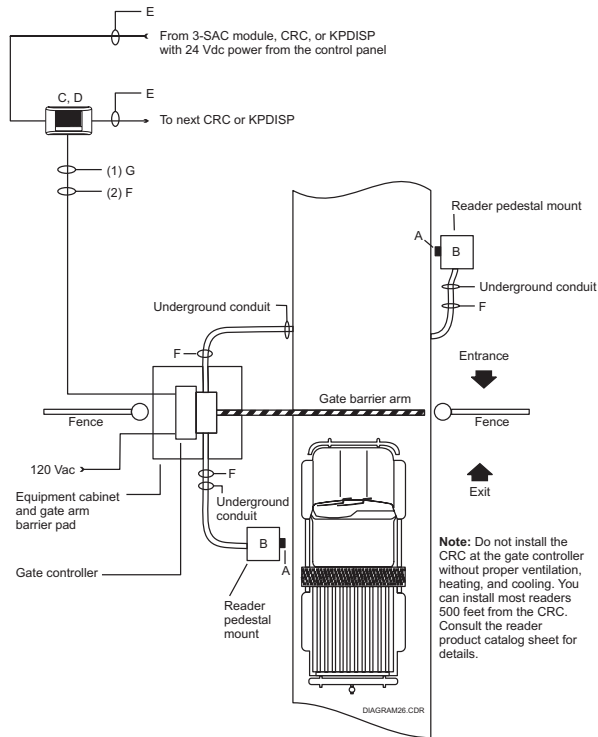 E
From 3-SAC module, CRC, or KPDISP
with 24 Vdc power from the control panel
C, D
E
To next CRC or KPDISP
(1) G
(2) F
Reader pedestal mount
A
B
Underground conduit
F
Underground conduit
F
Entrance
Gate barrier arm
Fence
Fence
120 Vac
F
Underground
conduit
Exit
Equipment cabinet
and gate arm
barrier pad
B
A
Gate controller
Reader
pedestal
mount
Note: Do not install the
CRC at the gate controller
without proper ventilation,
heating, and cooling. You
can install most readers
500 feet from the CRC.
Consult the reader
product catalog sheet for
details.
DIAGRAM26.CDR